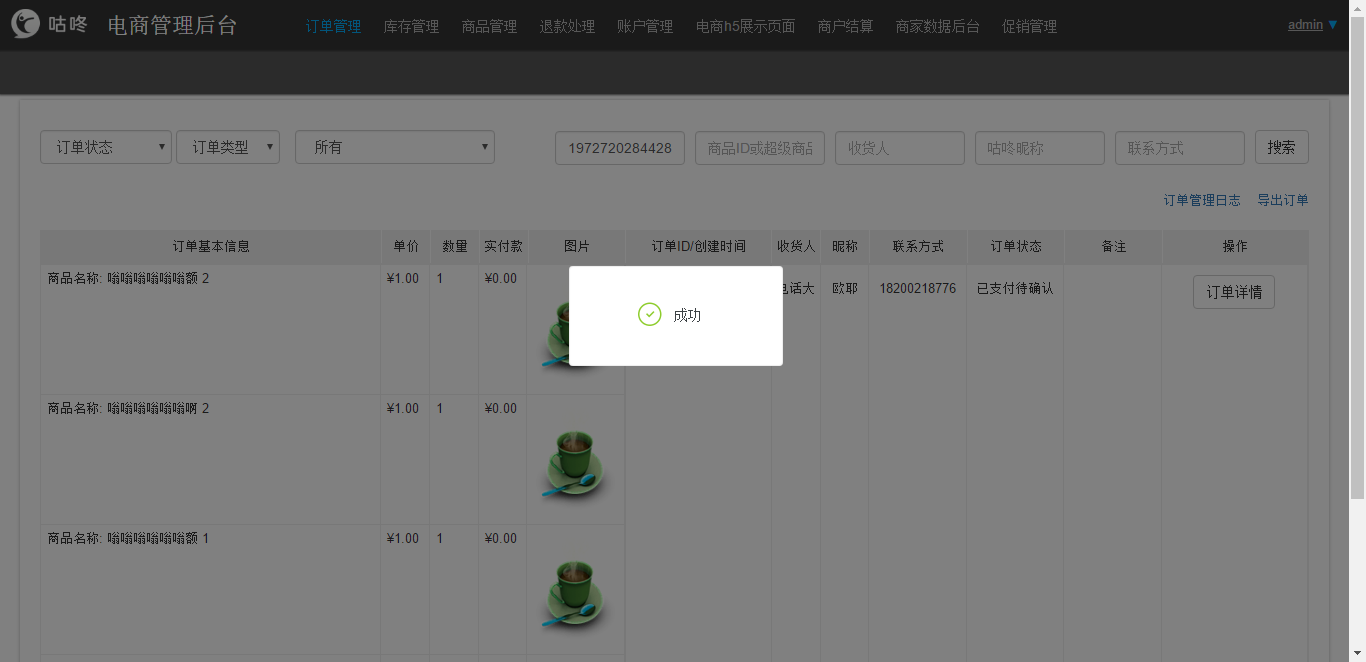 咕咚 电商管理后台 订单管理 库存管理 商品管理 退款处理 账户管理 电商h5展示页面 商户结算 商家数据后台 促销管理 admin
订单状态 订单类型 所有 1972720284428 商品ID或超级商品 收货人 咕咚昵称 联系方式 搜索
订单管理日志 导出订单
订单基本信息 单价 数量 实付款 图片 订单ID/创建时间 收货人 昵称 联系方式 订单状态 备注 操作
商品名称: 嗡嗡嗡嗡嗡嗡额 2 ¥1.00 1 ¥0.00
电话大 欧耶 18200218776 已支付待确认 订单详情
成功
商品名称: 嗡嗡嗡嗡嗡嗡啊 2 ¥1.00 1 ¥0.00
商品名称: 嗡嗡嗡嗡嗡嗡额 1 ¥1.00 1 ¥0.00